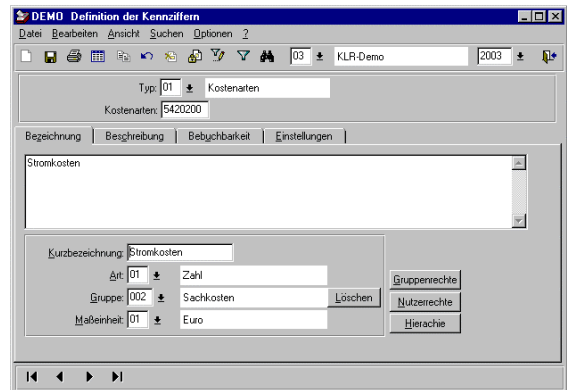 DEMO Definition der Kennziffern
Datei Bearbeiten Ansicht Suchen Optionen ?
03 KLR-Demo 2003
Typ: 01 Kostenarten
Kostenarten: 5420200
Bezeichnung Beschreibung Bebuchbarkeit Einstellungen
Stromkosten
Kurzbezeichnung: Stromkosten
Art: 01 Zahl
Gruppenrechte
Gruppe: 002 Sachkosten Löschen
Nutzerrechte
Maßeinheit: 01 Euro
Hierachie